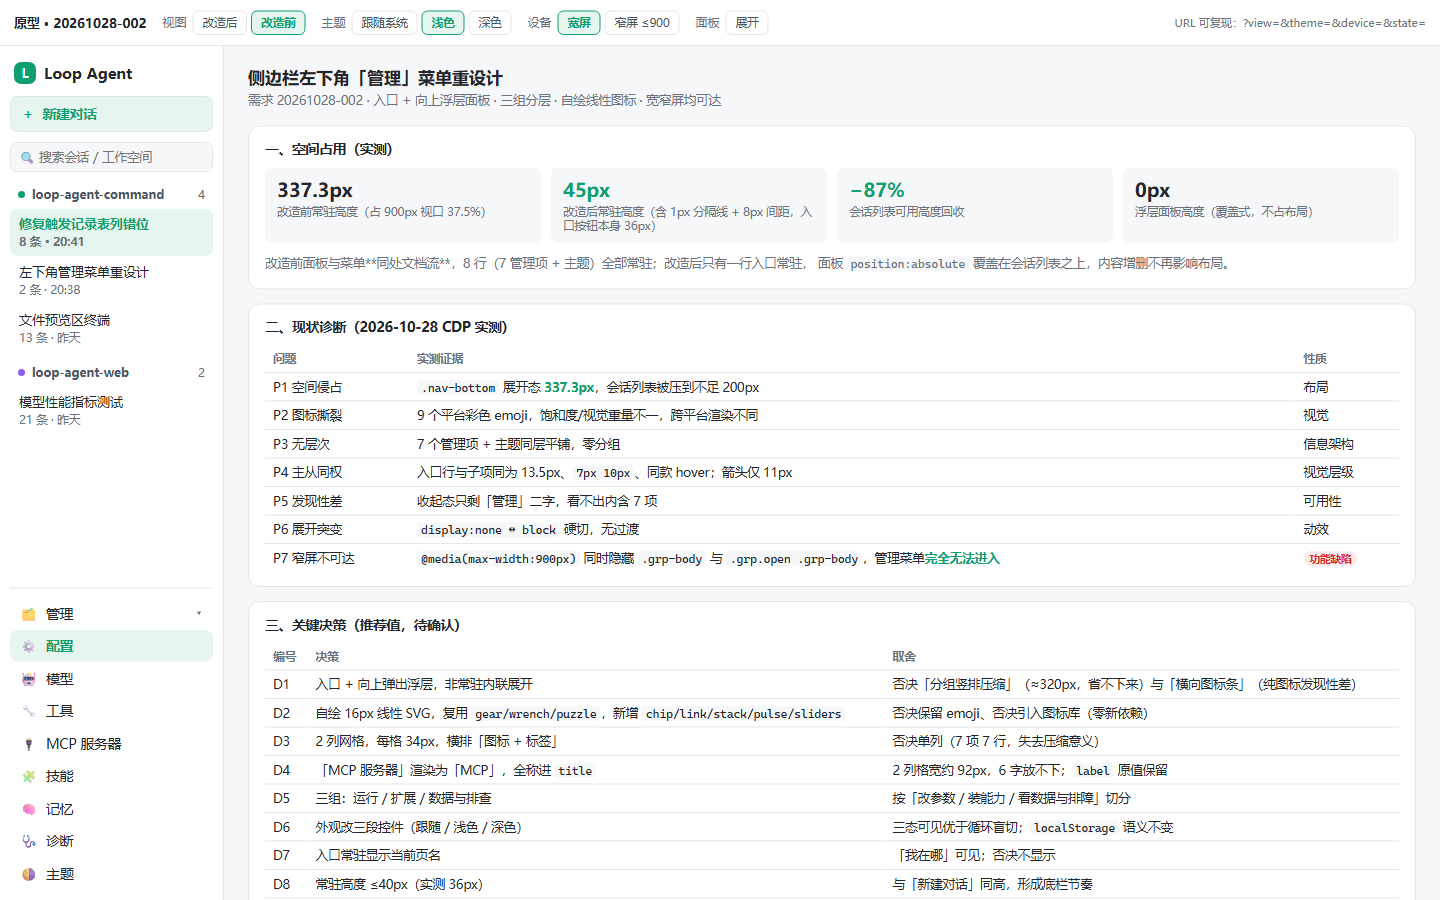 原型 • 20261028-002 视图 改造后 改造前 主题 跟随系统 浅色 深色 设备 宽屏 窄屏 ≤900 面板 展开 URL 可复现：?view=&theme=&device=&state=
L Loop Agent
+ 新建对话
搜索会话 / 工作空间
loop-agent-command 4
修复触发记录表列错位
8 条 • 20:41
左下角管理菜单重设计
2 条 · 20:38
文件预览区终端
13 条 · 昨天
loop-agent-web 2
模型性能指标测试
21 条 · 昨天
管理 ▾
配置
模型
工具
MCP 服务器
技能
记忆
诊断
主题
侧边栏左下角「管理」菜单重设计
需求 20261028-002 · 入口 + 向上浮层面板 · 三组分层 · 自绘线性图标 · 宽窄屏均可达
一、空间占用（实测）
337.3px
改造前常驻高度（占 900px 视口 37.5%）
45px
改造后常驻高度（含 1px 分隔线 + 8px 间距，入
口按钮本身 36px）
−87%
会话列表可用高度回收
0px
浮层面板高度（覆盖式，不占布局）
改造前面板与菜单**同处文档流**，8 行（7 管理项 + 主题）全部常驻；改造后只有一行入口常驻， 面板 position:absolute 覆盖在会话列表之上，内容增删不再影响布局。
二、现状诊断（2026-10-28 CDP 实测）
问题 实测证据 性质
P1 空间侵占 .nav-bottom 展开态 337.3px，会话列表被压到不足 200px 布局
P2 图标撕裂 9 个平台彩色 emoji，饱和度/视觉重量不一，跨平台渲染不同 视觉
P3 无层次 7 个管理项 + 主题同层平铺，零分组 信息架构
P4 主从同权 入口行与子项同为 13.5px、 7px 10px 、同款 hover；箭头仅 11px 视觉层级
P5 发现性差 收起态只剩「管理」二字，看不出内含 7 项 可用性
P6 展开突变 display:none ↔ block 硬切，无过渡 动效
P7 窄屏不可达 @media(max-width:900px) 同时隐藏 .grp-body 与 .grp.open .grp-body ，管理菜单完全无法进入 功能缺陷
三、关键决策（推荐值，待确认）
编号 决策 取舍
D1 入口 + 向上弹出浮层，非常驻内联展开 否决「分组竖排压缩」（≈320px，省不下来）与「横向图标条」（纯图标发现性差）
D2 自绘 16px 线性 SVG，复用 gear/wrench/puzzle ，新增 chip/link/stack/pulse/sliders 否决保留 emoji、否决引入图标库（零新依赖）
D3 2 列网格，每格 34px，横排「图标 + 标签」 否决单列（7 项 7 行，失去压缩意义）
D4 「MCP 服务器」渲染为「MCP」，全称进 title 2 列格宽约 92px，6 字放不下； label 原值保留
D5 三组：运行 / 扩展 / 数据与排查 按「改参数 / 装能力 / 看数据与排障」切分
D6 外观改三段控件（跟随 / 浅色 / 深色） 三态可见优于循环盲切； localStorage 语义不变
D7 入口常驻显示当前页名 「我在哪」可见；否决不显示
D8 常驻高度 ≤40px（实测 36px） 与「新建对话」同高，形成底栏节奏